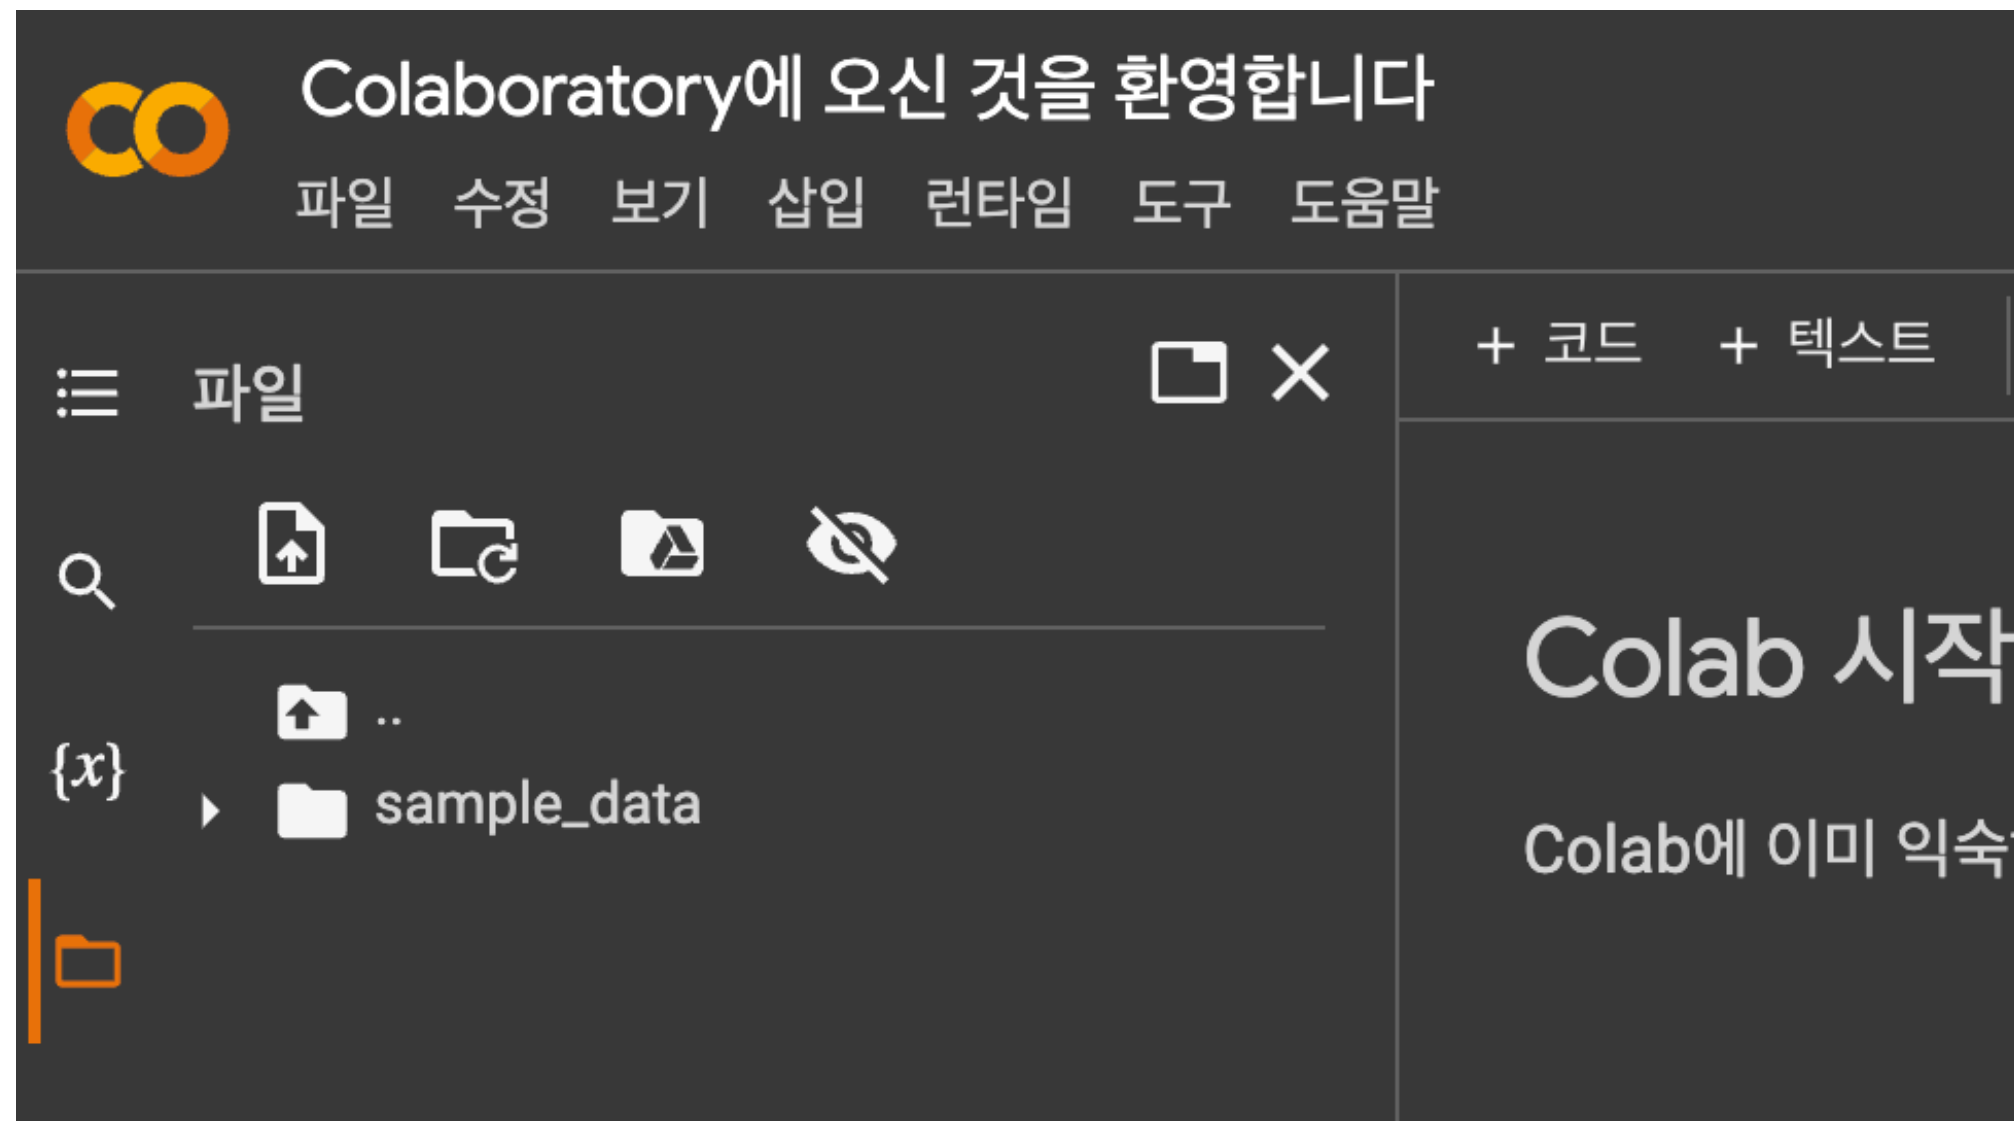 Colaboratory에 오신 것을 환영합니다
파일 수정 보기 삽입 런타임 도구 도움말
파일
+ 코드 + 텍스트
..
sample_data
{x}
Colab 시작
Colab에 이미 익숙